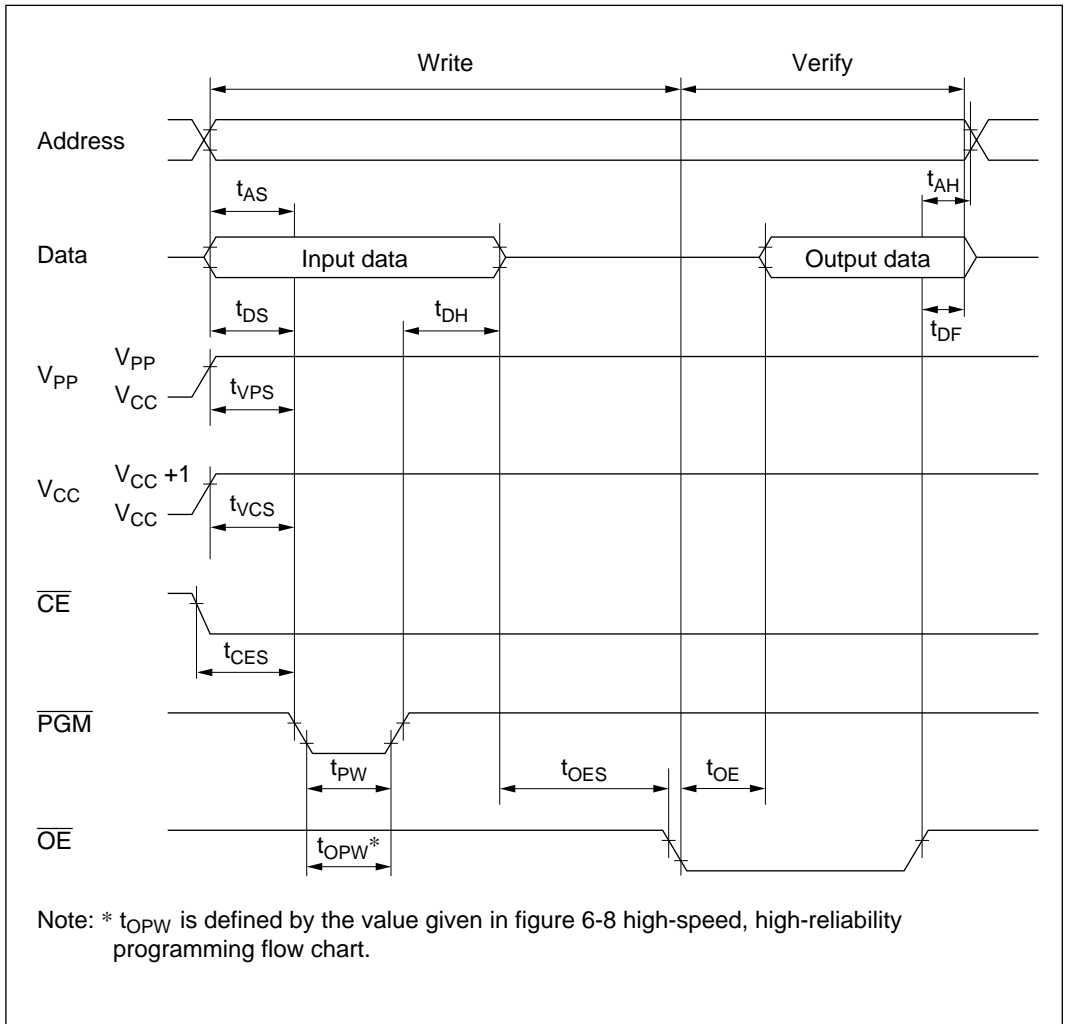 Write Verify
Address
tAS tAH
Data Input data Output data
tDS tDH tDF
VPP VPP
VCC
tVPS
VCC VCC +1
VCC
tVCS
CE
tCES
PGM
tPW tOES tOE
OE
tOPW*
Note: * tOPW is defined by the value given in figure 6-8 high-speed, high-reliability
programming flow chart.